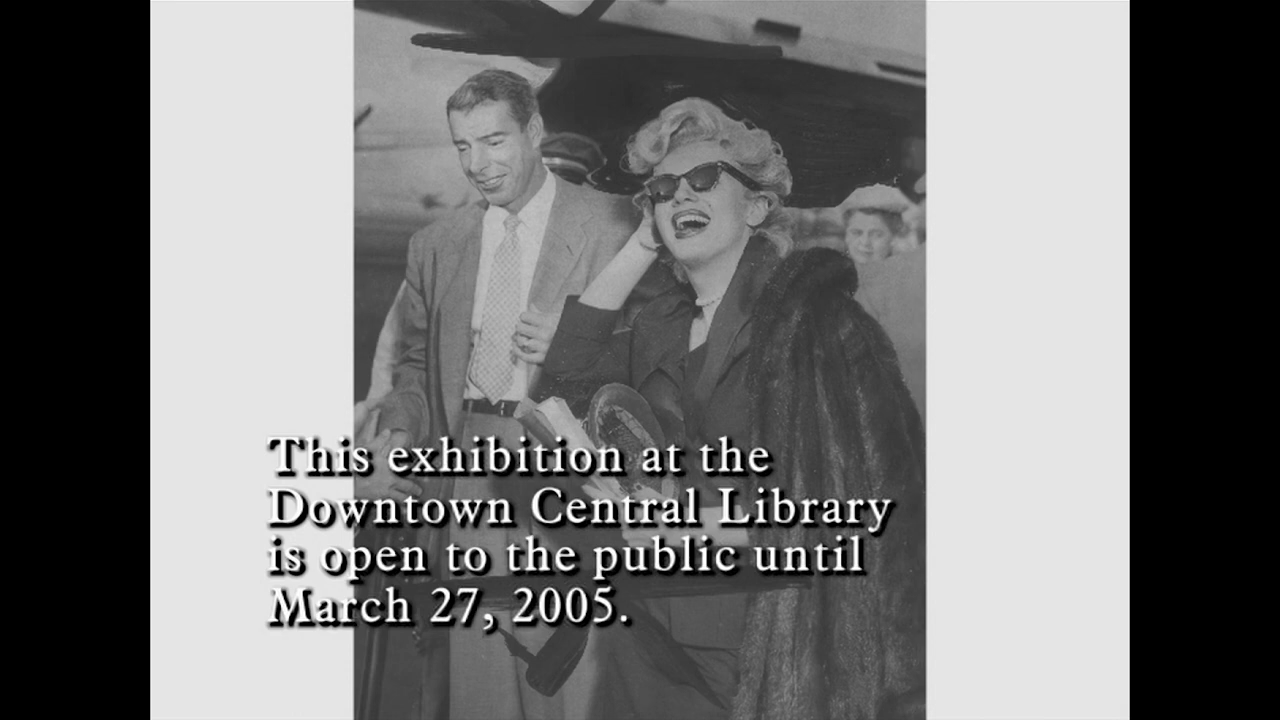 This exhibition at the
Downtown Central Library
is open to the public until
March 27, 2005.